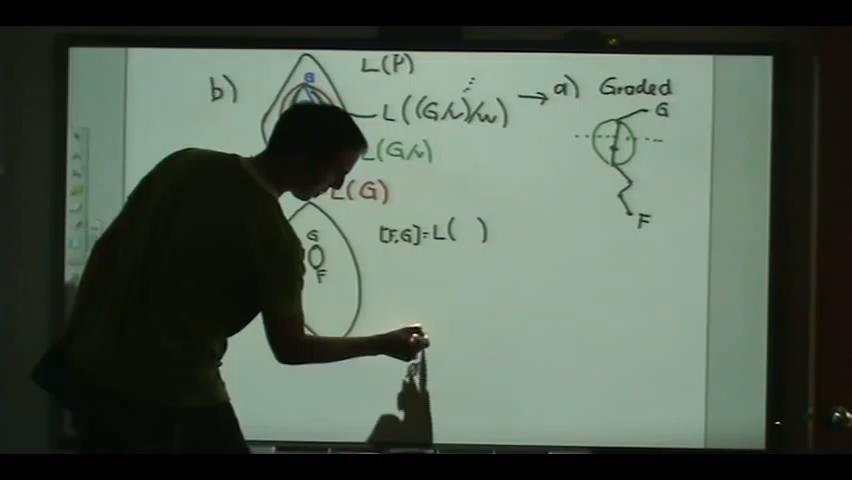 b)
G
L(P)
L((G/v)/w)
→ a) Graded
G
F
L(G/v)
L(G)
G
F
[F,G]=L( )